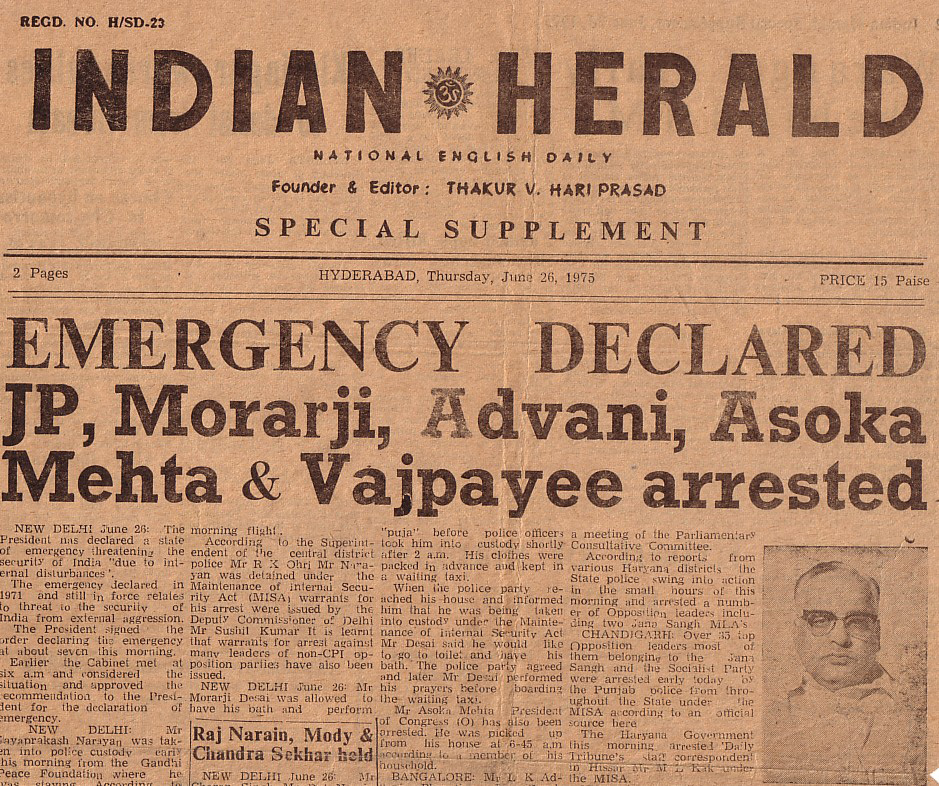 REGD. NO. H/SD-23
INDIAN ॐ HERALD
NATIONAL ENGLISH DAILY
Founder & Editor: THAKUR V. HARI PRASAD
SPECIAL SUPPLEMENT
2 Pages HYDERABAD, Thursday, June 26, 1975 PRICE 15 Paise
EMERGENCY DECLARED
JP, Morarji, Advani, Asoka
Mehta & Vajpayee arrested
NEW DELHI June 26: The
President has declared a state
of emergency threatening the
security of India "due to int-
ernal disturbances".
The emergency declared in
1971 and still in force relates
to threat to the security of
India from external aggression.
The President signed the
order declaring the emergency
at about seven this morning.
Earlier the Cabinet met at
six a.m and considered the
situation and approved the
recommendation to the Presi-
dent for the declaration of
emergency.
NEW DELHI: Mr
Jayaprakash Narayan was tak-
en into police custody early
this morning from the Gandhi
Peace Foundation where he
was staying. According to
morning flight.
According to the Superint-
endent of the central district
police Mr R K Ohri Mr Nara-
yan was detained under the
Maintenance of Internal Secu-
rity Act (MISA) warrants for
his arrest were issued by the
Deputy Commissioner of Delhi
Mr Sushil Kumar It is learnt
that warrants for arrest against
many leaders of non-CPI op-
position parties have also been
issued.
NEW DELHI June 26: Mr
Morarji Desai was allowed to
have his bath and perform
Raj Narain, Mody &
Chandra Sekhar held
NEW DELHI June 26: Mr
"puja" before police officers
took him into custody shortly
after 2 a.m. His clothes were
packed in advance and kept in
a waiting taxi.
When the police party re-
ached his house and informed
him that he was being taken
into custody under the Mainte-
nance of Internal Security Act
Mr Desai said he would like
to go to toilet and have his
bath. The police party agreed
and later Mr Desai performed
his prayers before boarding
the waiting taxi.
Mr Asoka Mehta President
of Congress (O) has also been
arrested. He was picked up
from his house at 6-45 a.m
according to a member of his
household.
BANGALORE: Mr L K Ad-
a meeting of the Parliamentary
Consultative Committee.
According to reports from
various Haryana districts the
State police swing into action
in the small hours of this
morning and arrested a numb-
er of Opposition leaders inclu-
ding two Jana Sangh MLA's.
CHANDIGARH: Over 35 top
Opposition leaders most of
them belonging to the Jana
Sangh and the Socialist Party
were arrested early today by
the Punjab police from thro-
ughout the State under the
MISA according to an official
source here
The Haryana Government
this morning arrested 'Daily
Tribune's staff correspondent
in Hissar Mr M L Kak under
the MISA.